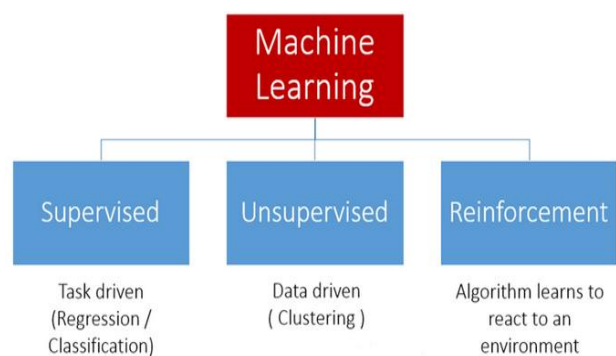 Machine
Learning
Supervised
Unsupervised
Reinforcement
Task driven
(Regression /
Classification)
Data driven
( Clustering )
Algorithm learns to
react to an
environment